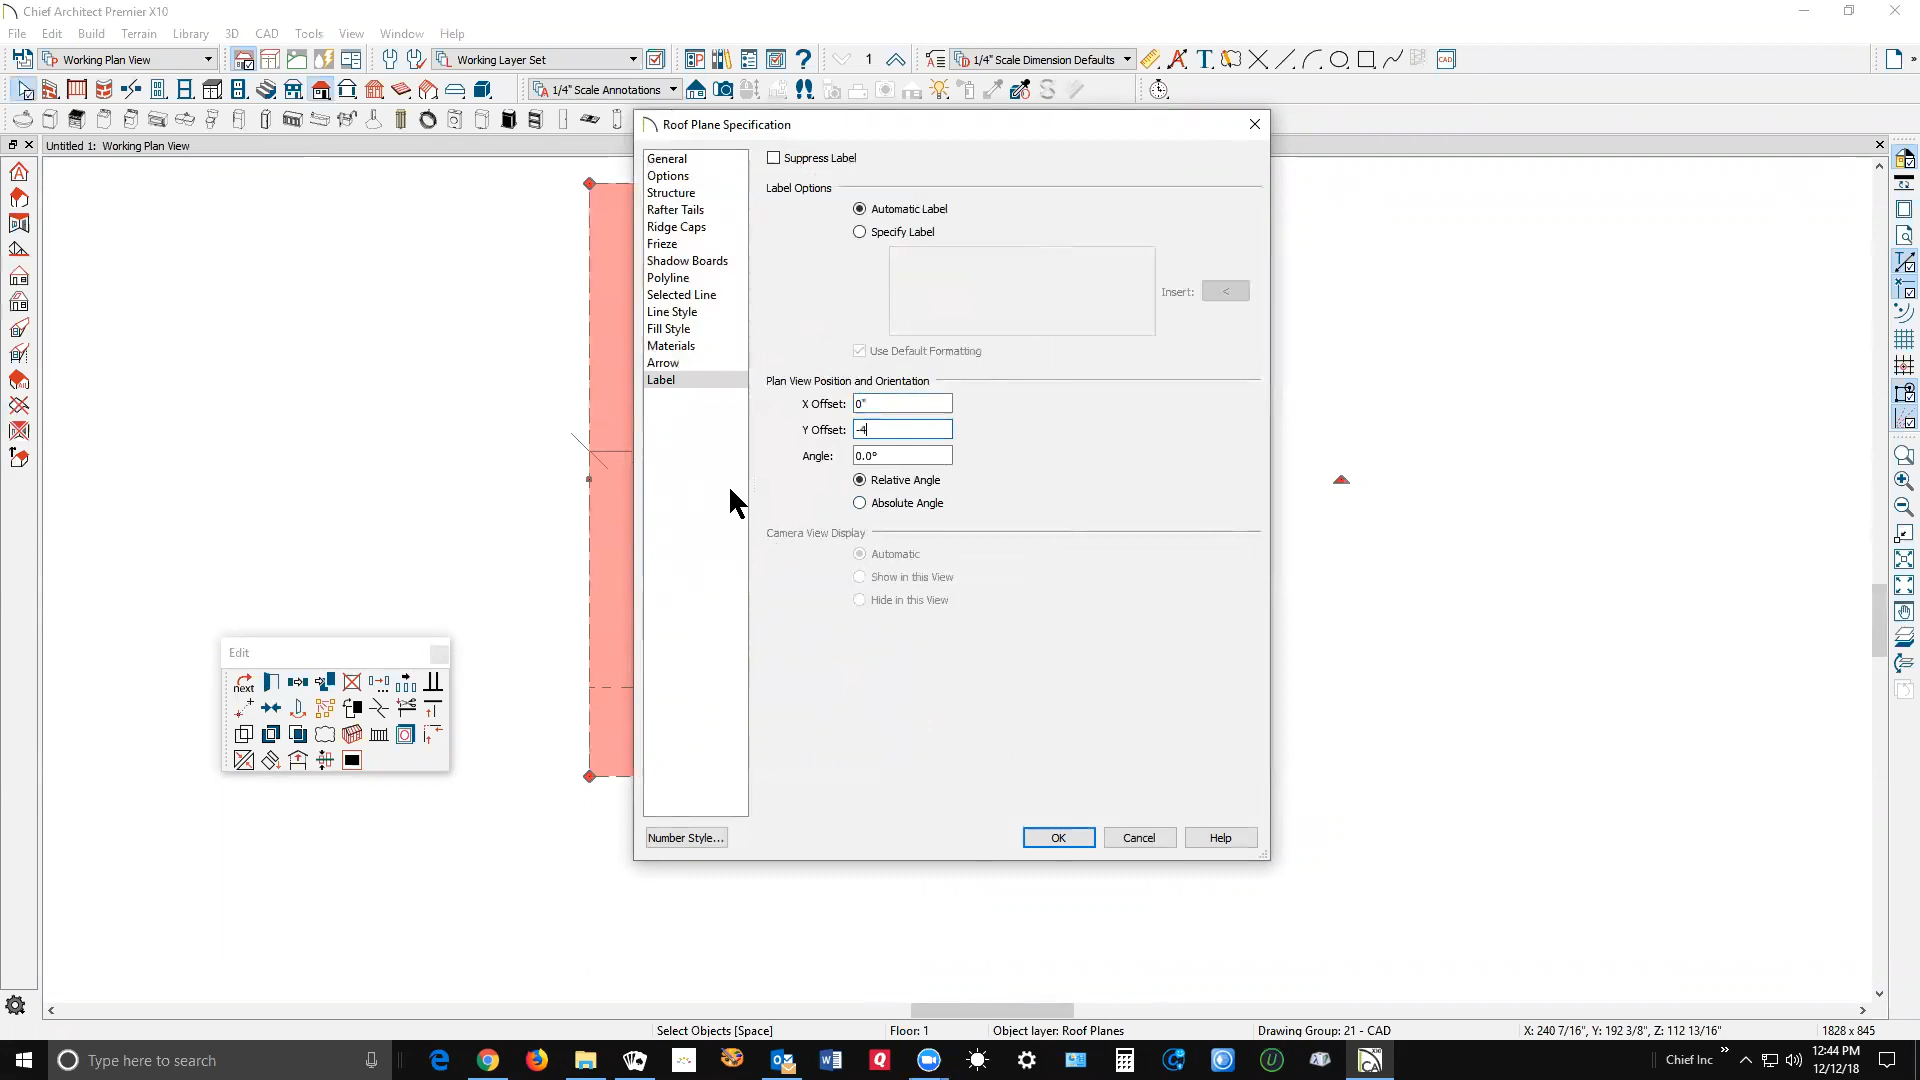 Chief Architect Premier X10
File Edit Build Terrain Library 3D CAD Tools View Window Help
Working Plan View
Working Layer Set
1
1/4" Scale Dimension Defaults
1/4" Scale Annotations
Untitled 1: Working Plan View
Roof Plane Specification
General
Options
Structure
Rafter Tails
Ridge Caps
Frieze
Shadow Boards
Polyline
Selected Line
Line Style
Fill Style
Materials
Arrow
Label
Suppress Label
Label Options
Automatic Label
Specify Label
Insert: <
Use Default Formatting
Plan View Position and Orientation
X Offset: 0"
Y Offset: -4
Angle: 0.0°
Relative Angle
Absolute Angle
Camera View Display
Automatic
Show in this View
Hide in this View
Number Style... OK Cancel Help
Edit
next
Select Objects [Space] Floor: 1 Object layer: Roof Planes Drawing Group: 21 - CAD X: 240 7/16", Y: 192 3/8", Z: 112 13/16" 1828 x 845
Type here to search
Chief Inc
12:44 PM
12/12/18